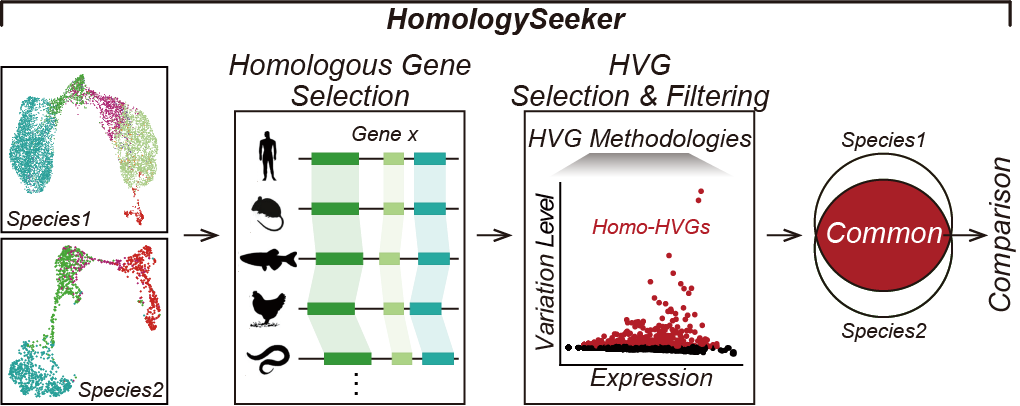 HomologySeeker
Homologous Gene
Selection
HVG
Selection & Filtering
Species1
Species2
Gene x
HVG Methodologies
Variation Level
Homo-HVGs
Expression
Species1
Common
Species2
Comparison